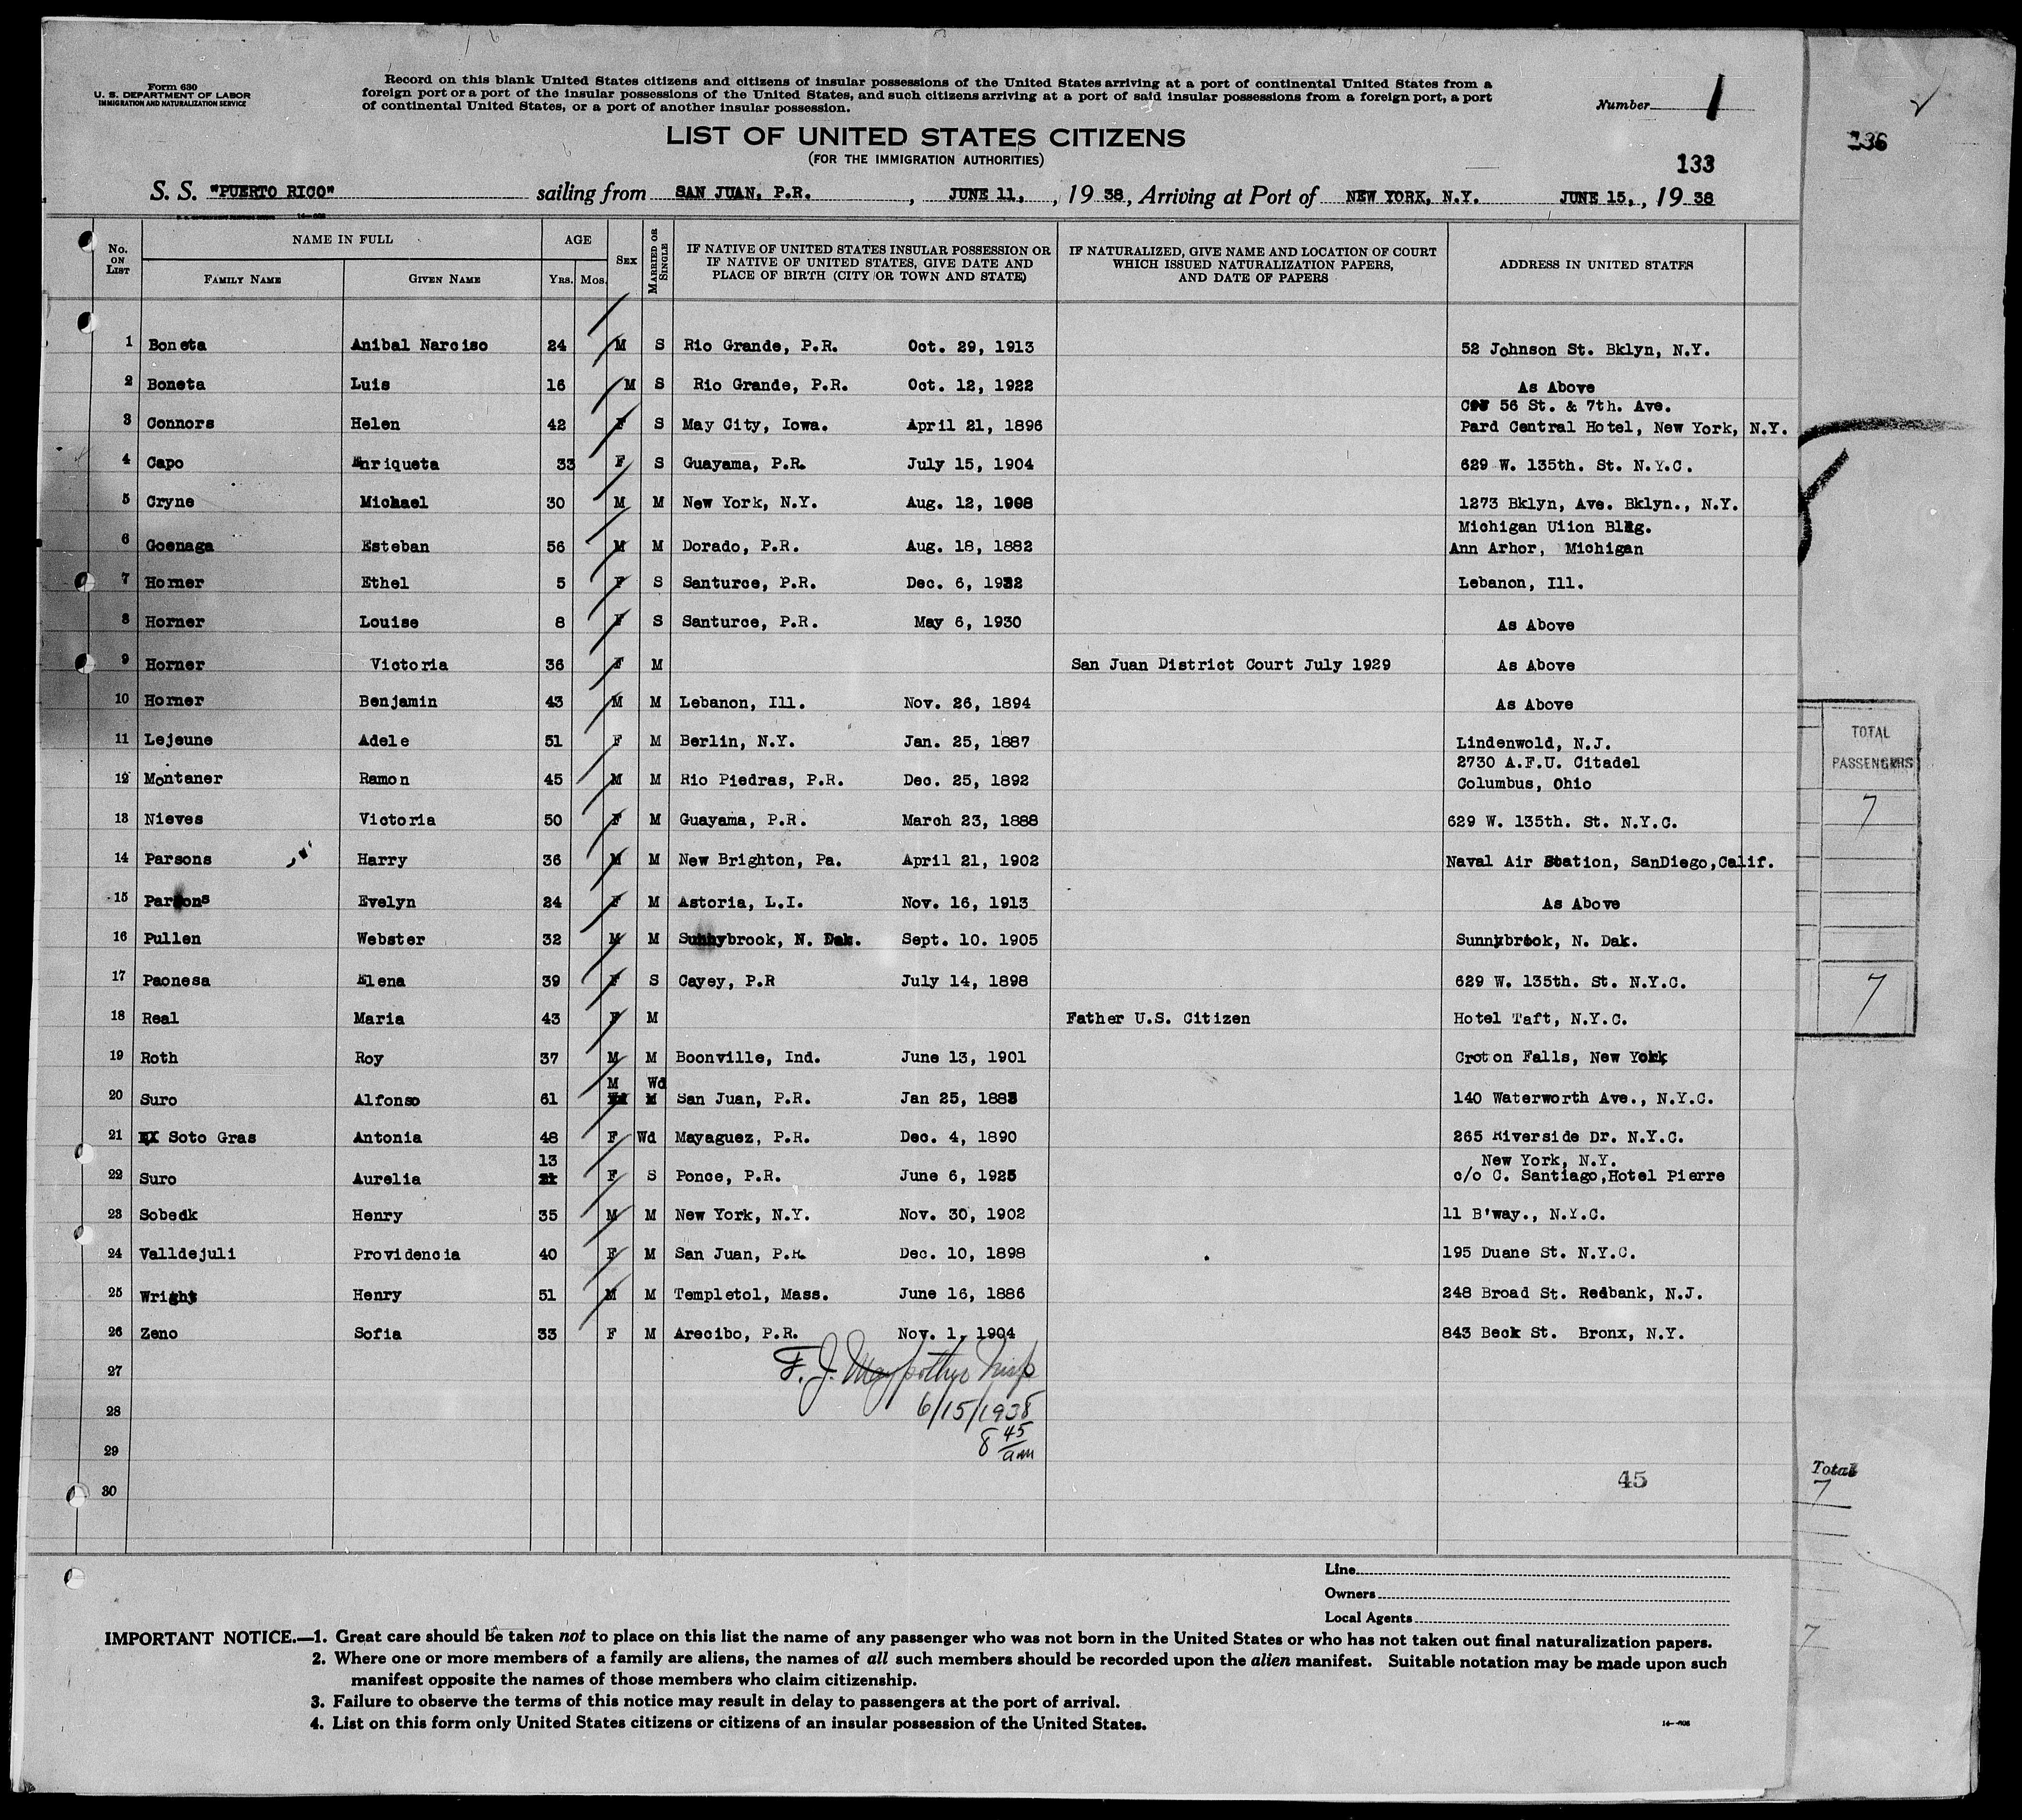 Form 630
U. S. DEPARTMENT OF LABOR
IMMIGRATION AND NATURALIZATION SERVICE
Record on this blank United States citizens and citizens of insular possessions of the United States arriving at a port of continental United States from a
foreign port or a port of the insular possessions of the United States, and such citizens arriving at a port of said insular possessions from a foreign port, a port
of continental United States, or a port of another insular possession.
Number 1
LIST OF UNITED STATES CITIZENS
(FOR THE IMMIGRATION AUTHORITIES)
133
S. S. "PUERTO RICO" sailing from SAN JUAN, P.R. , JUNE 11, , 19 38, Arriving at Port of NEW YORK, N.Y. JUNE 15, , 19 38
No. ON LIST NAME IN FULL FAMILY NAME GIVEN NAME AGE YRS. MOS. SEX MARRIED OR SINGLE IF NATIVE OF UNITED STATES INSULAR POSSESSION OR IF NATIVE OF UNITED STATES, GIVE DATE AND PLACE OF BIRTH (CITY OR TOWN AND STATE) IF NATURALIZED, GIVE NAME AND LOCATION OF COURT WHICH ISSUED NATURALIZATION PAPERS, AND DATE OF PAPERS ADDRESS IN UNITED STATES
1 Boneta Anibal Narciso 24 M S Rio Grande, P.R. Oct. 29, 1913 52 Johnson St. Bklyn, N.Y.
2 Boneta Luis 16 M S Rio Grande, P.R. Oct. 12, 1922 As Above
56 St. & 7th. Ave.
3 Connors Helen 42 F S May City, Iowa. April 21, 1896 Pard Central Hotel, New York, N.Y.
4 Capo Enriqueta 33 F S Guayama, P.R. July 15, 1904 629 W. 135th. St. N.Y.C.
5 Cryne Michael 30 M M New York, N.Y. Aug. 12, 1908 1273 Bklyn, Ave. Bklyn., N.Y.
Michigan Uiion Bldg.
6 Goenaga Esteban 56 M M Dorado, P.R. Aug. 18, 1882 Ann Arhor, Michigan
7 Horner Ethel 5 F S Santurce, P.R. Dec. 6, 1932 Lebanon, Ill.
8 Horner Louise 8 F S Santurce, P.R. May 6, 1930 As Above
9 Horner Victoria 36 F M San Juan District Court July 1929 As Above
10 Horner Benjamin 43 M M Lebanon, Ill. Nov. 26, 1894 As Above
11 Lejeune Adele 51 F M Berlin, N.Y. Jan. 25, 1887 Lindenwold, N.J.
2730 A.F.U. Citadel
12 Montaner Ramon 45 M M Rio Piedras, P.R. Dec. 25, 1892 Columbus, Ohio
13 Nieves Victoria 50 F M Guayama, P.R. March 23, 1888 629 W. 135th. St. N.Y.C.
14 Parsons Harry 36 M M New Brighton, Pa. April 21, 1902 Naval Air Station, SanDiego,Calif.
15 Parsons Evelyn 24 F M Astoria, L.I. Nov. 16, 1913 As Above
16 Pullen Webster 32 M M Sunnybrook, N. Dak. Sept. 10. 1905 Sunnybrook, N. Dak.
17 Paonesa Elena 39 F S Cayey, P.R July 14, 1898 629 W. 135th. St. N.Y.C.
18 Real Maria 43 F M Father U.S. Citizen Hotel Taft, N.Y.C.
19 Roth Roy 37 M M Boonville, Ind. June 13, 1901 Croton Falls, New York
M Wd
20 Suro Alfonso 61 M San Juan, P.R. Jan 25, 1883 140 Waterworth Ave., N.Y.C.
21 Soto Gras Antonia 48 F Wd Mayaguez, P.R. Dec. 4, 1890 265 Riverside Dr. N.Y.C.
13 New York, N.Y.
22 Suro Aurelia 21 F S Ponce, P.R. June 6, 1925 c/o C. Santiago,Hotel Pierre
23 Sobedk Henry 35 M M New York, N.Y. Nov. 30, 1902 11 B'way., N.Y.C.
24 Valldejuli Providencia 40 F M San Juan, P.R. Dec. 10, 1898 195 Duane St. N.Y.C.
25 Wright Henry 51 M M Templetol, Mass. June 16, 1886 248 Broad St. Redbank, N.J.
26 Zeno Sofia 33 F M Arecibo, P.R. Nov. 1, 1904 843 Beck St. Bronx, N.Y.
27 F. J.
28 6/15/1938
29 8 45 am
30 45
Line
Owners
Local Agents
IMPORTANT NOTICE.—1. Great care should be taken not to place on this list the name of any passenger who was not born in the United States or who has not taken out final naturalization papers.
2. Where one or more members of a family are aliens, the names of all such members should be recorded upon the alien manifest. Suitable notation may be made upon such
manifest opposite the names of those members who claim citizenship.
3. Failure to observe the terms of this notice may result in delay to passengers at the port of arrival.
4. List on this form only United States citizens or citizens of an insular possession of the United States.
136
TOTAL
PASSENGERS
7
7
Total
7
7